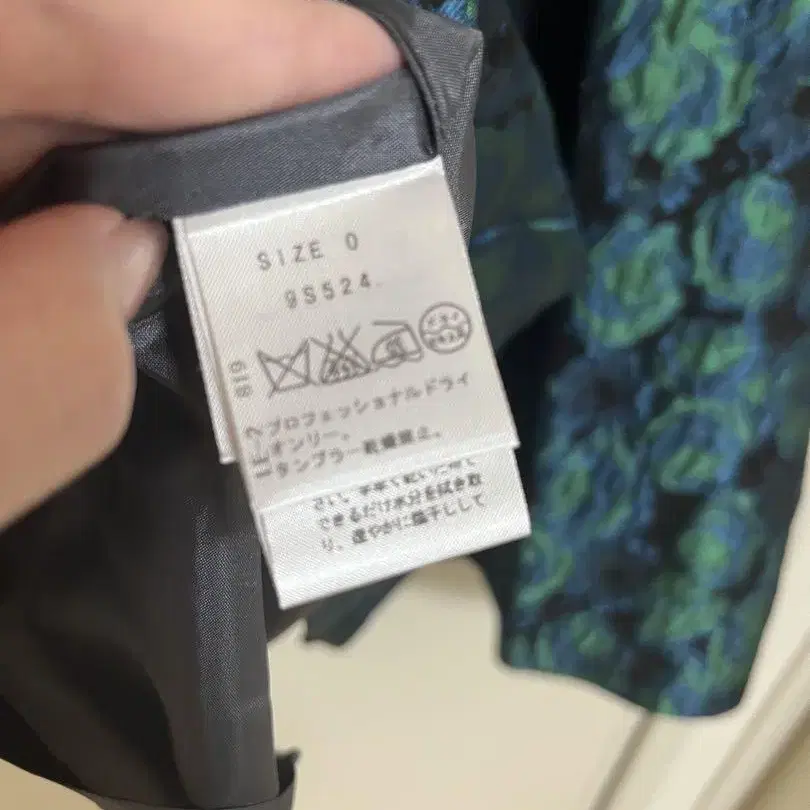 SIZE 0
9S524.
819
プロフェッショナルドライ
オンリー。
タンブラー乾燥禁止。
できるだけ水分を拭き取
り、速やかに陰干しして